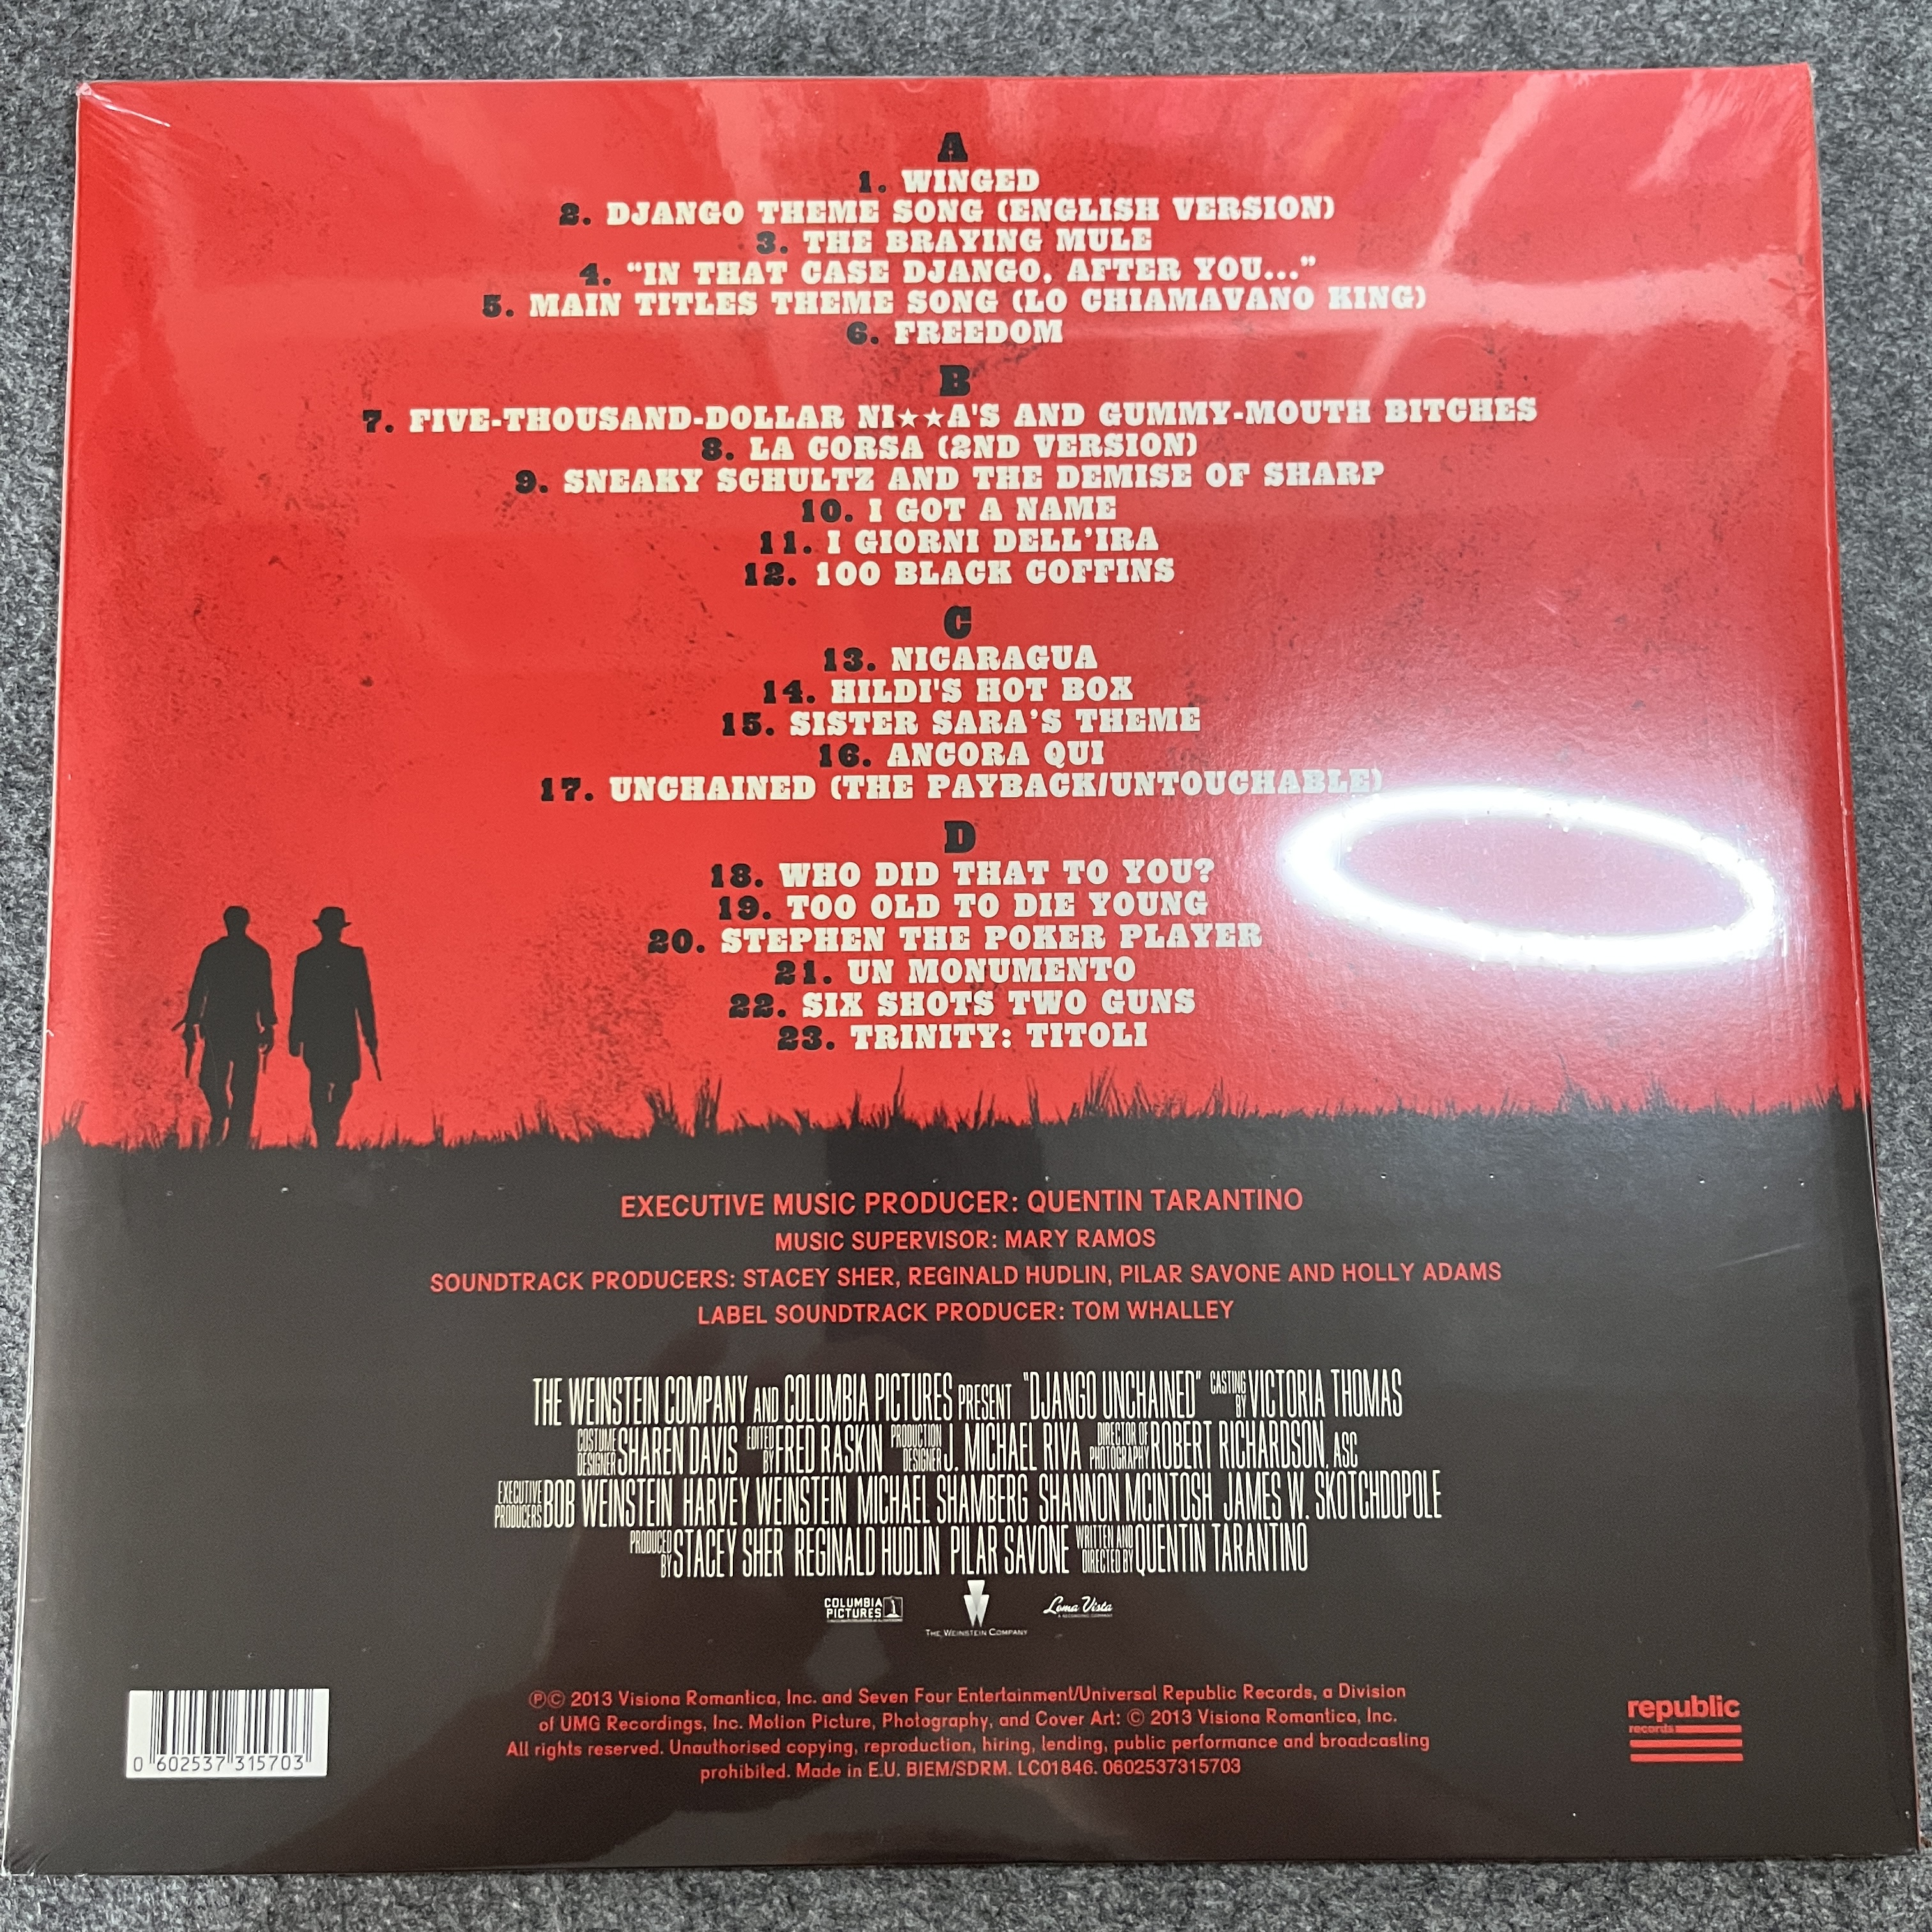 A
1. WINGED
2. DJANGO THEME SONG (ENGLISH VERSION)
3. THE BRAYING MULE
4. “IN THAT CASE DJANGO, AFTER YOU...”
5. MAIN TITLES THEME SONG (LO CHIAMAVANO KING)
6. FREEDOM
B
7. FIVE-THOUSAND-DOLLAR NI★★A'S AND GUMMY-MOUTH BITCHES
8. LA CORSA (2ND VERSION)
9. SNEAKY SCHULTZ AND THE DEMISE OF SHARP
10. I GOT A NAME
11. I GIORNI DELL’IRA
12. 100 BLACK COFFINS
C
13. NICARAGUA
14. HILDI'S HOT BOX
15. SISTER SARA’S THEME
16. ANCORA QUI
17. UNCHAINED (THE PAYBACK/UNTOUCHABLE)
D
18. WHO DID THAT TO YOU?
19. TOO OLD TO DIE YOUNG
20. STEPHEN THE POKER PLAYER
21. UN MONUMENTO
22. SIX SHOTS TWO GUNS
23. TRINITY: TITOLI
EXECUTIVE MUSIC PRODUCER: QUENTIN TARANTINO
MUSIC SUPERVISOR: MARY RAMOS
SOUNDTRACK PRODUCERS: STACEY SHER, REGINALD HUDLIN, PILAR SAVONE AND HOLLY ADAMS
LABEL SOUNDTRACK PRODUCER: TOM WHALLEY
THE WEINSTEIN COMPANY AND COLUMBIA PICTURES PRESENT "DJANGO UNCHAINED" CASTING BY VICTORIA THOMAS
COSTUME DESIGNER SHAREN DAVIS EDITED BY FRED RASKIN PRODUCTION DESIGNER J. MICHAEL RIVA DIRECTOR OF PHOTOGRAPHY ROBERT RICHARDSON, ASC
EXECUTIVE PRODUCERS BOB WEINSTEIN HARVEY WEINSTEIN MICHAEL SHAMBERG SHANNON MCINTOSH JAMES W. SKOTCHDOPOLE
PRODUCED BY STACEY SHER REGINALD HUDLIN PILAR SAVONE WRITTEN AND DIRECTED BY QUENTIN TARANTINO
COLUMBIA
PICTURES
THE WEINSTEIN COMPANY
Loma Vista
0 602537 315703
℗© 2013 Visiona Romantica, Inc. and Seven Four Entertainment/Universal Republic Records, a Division
of UMG Recordings, Inc. Motion Picture, Photography, and Cover Art: © 2013 Visiona Romantica, Inc.
All rights reserved. Unauthorised copying, reproduction, hiring, lending, public performance and broadcasting
prohibited. Made in E.U. BIEM/SDRM. LC01846. 0602537315703
republic
records